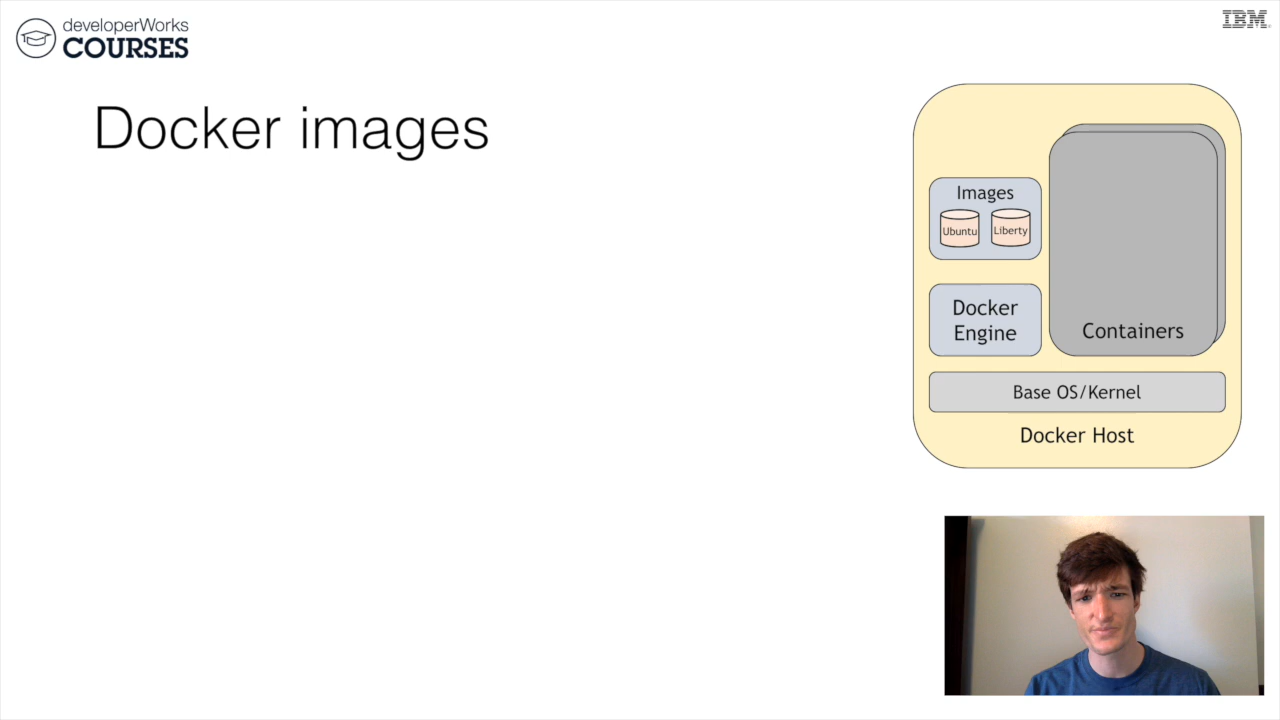 developerWorks
COURSES
IBM
Docker images
Images
Ubuntu
Liberty
Docker
Engine
Containers
Base OS/Kernel
Docker Host